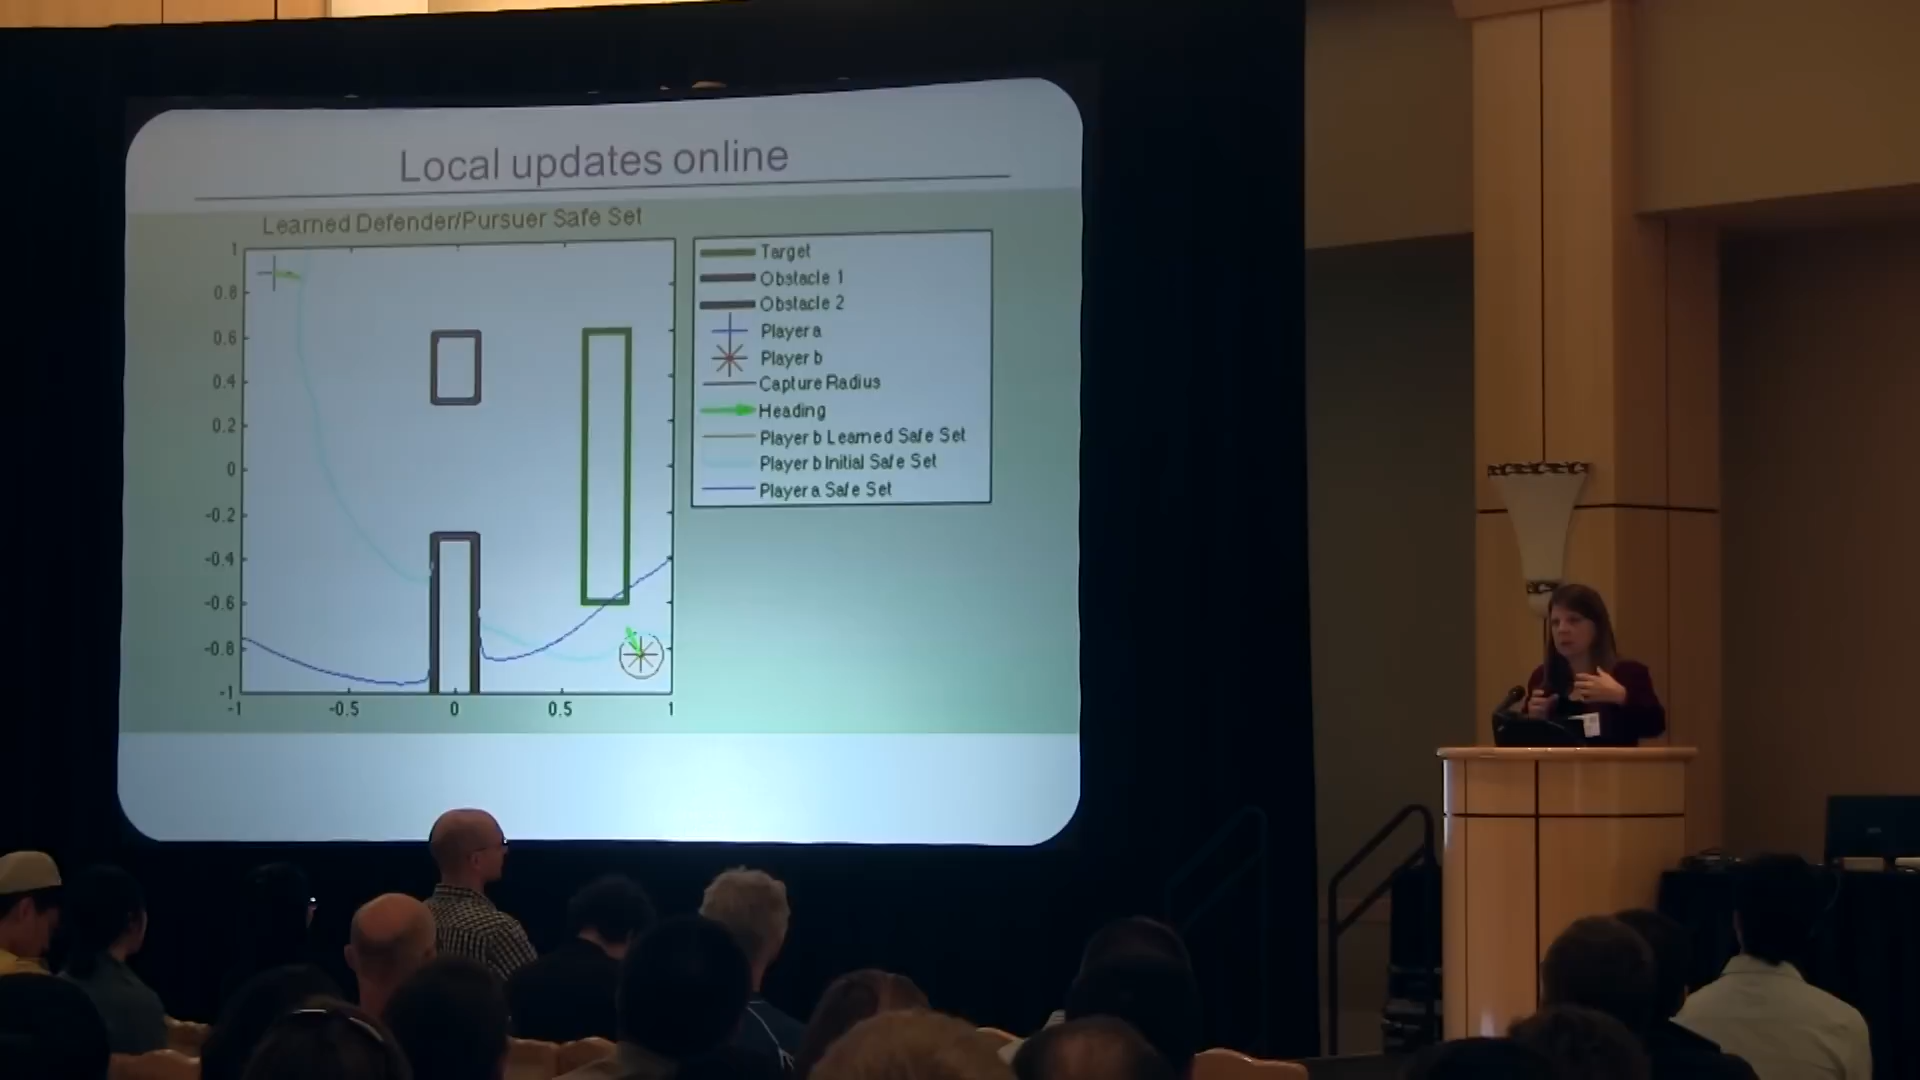 Local updates online
Learned Defender/Pursuer Safe Set
1
0.8
0.6
0.4
0.2
0
-0.2
-0.4
-0.6
-0.8
-1
-1
-0.5
0
0.5
1
Target
Obstacle 1
Obstacle 2
Player a
Player b
Capture Radius
Heading
Player b Learned Safe Set
Player b Initial Safe Set
Player a Safe Set